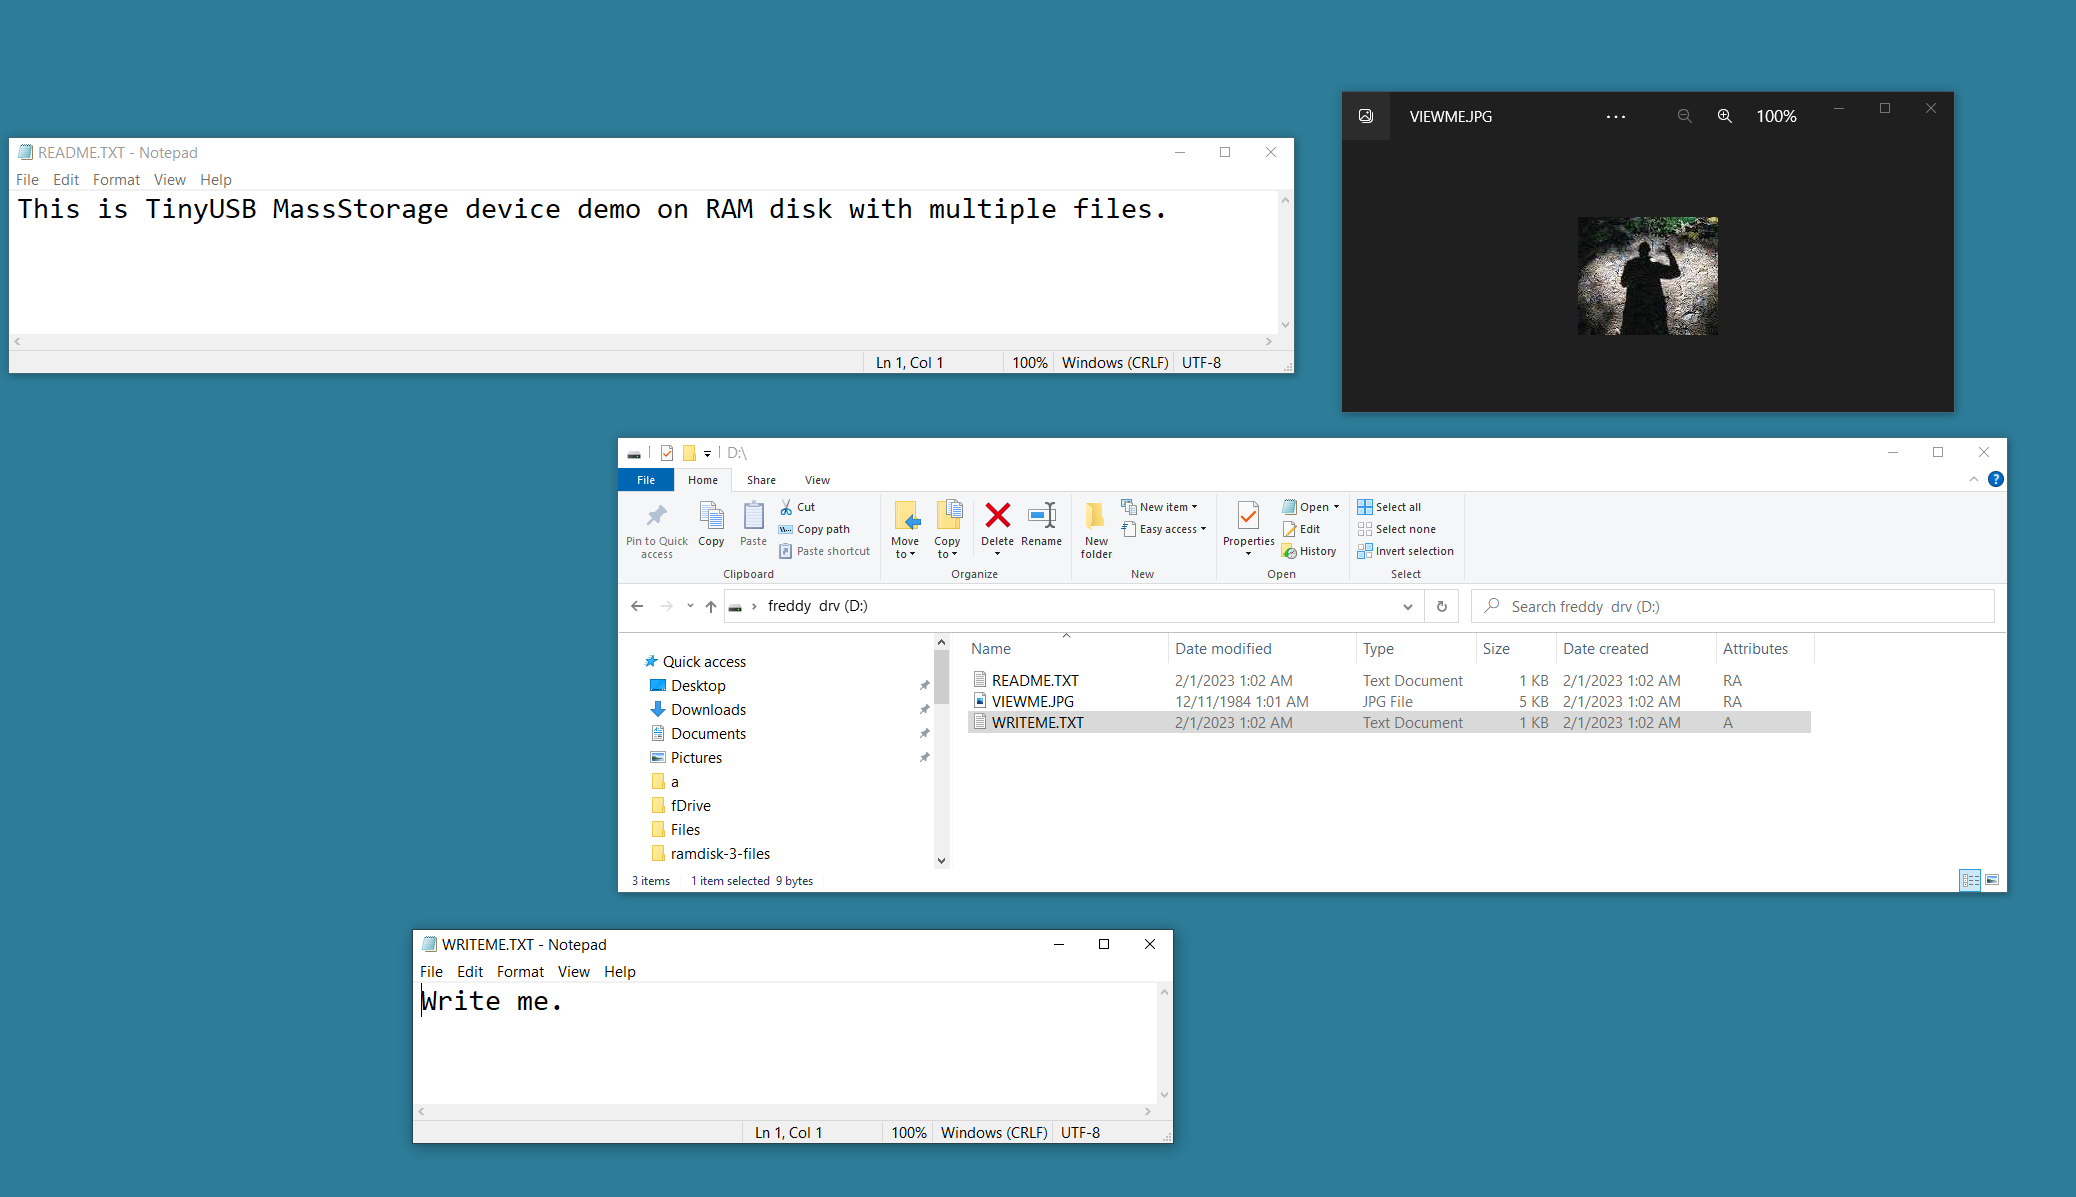 README.TXT - Notepad
File Edit Format View Help
This is TinyUSB MassStorage device demo on RAM disk with multiple files.
Ln 1, Col 1 100% Windows (CRLF) UTF-8
VIEWME.JPG ... 100%
D:\
File Home Share View
Pin to Quick access
Copy
Paste
Cut
Copy path
Paste shortcut
Clipboard
Move to
Copy to
Delete
Rename
Organize
New folder
New item
Easy access
New
Properties
Open
Edit
History
Open
Select all
Select none
Invert selection
Select
freddy drv (D:)
Search freddy drv (D:)
Quick access
Desktop
Downloads
Documents
Pictures
a
fDrive
Files
ramdisk-3-files
Name Date modified Type Size Date created Attributes
README.TXT 2/1/2023 1:02 AM Text Document 1 KB 2/1/2023 1:02 AM RA
VIEWME.JPG 12/11/1984 1:01 AM JPG File 5 KB 2/1/2023 1:02 AM RA
WRITEME.TXT 2/1/2023 1:02 AM Text Document 1 KB 2/1/2023 1:02 AM A
3 items 1 item selected 9 bytes
WRITEME.TXT - Notepad
File Edit Format View Help
Write me.
Ln 1, Col 1 100% Windows (CRLF) UTF-8